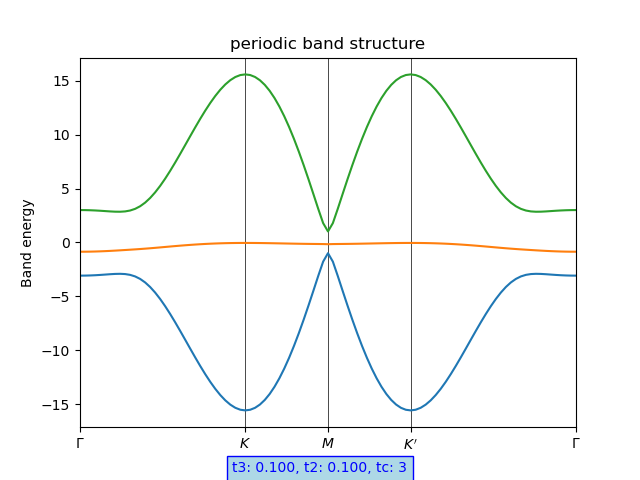 periodic band structure
Band energy
15
10
5
0
−5
−10
−15
Γ K M K′ Γ
t3: 0.100, t2: 0.100, tc: 3